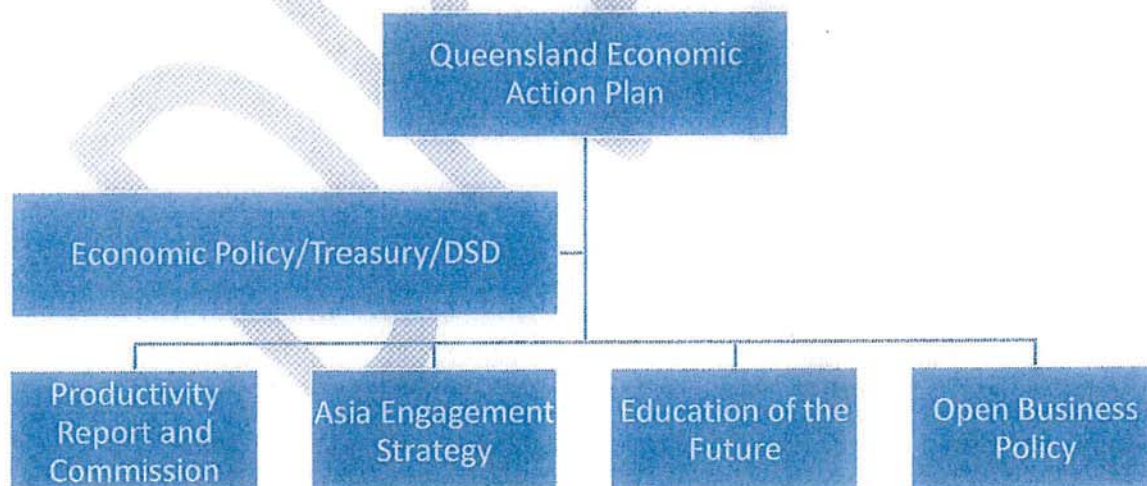 Queensland Economic
Action Plan
Economic Policy/Treasury/DSD
Productivity
Report and
Commission
Asia Engagement
Strategy
Education of the
Future
Open Business
Policy